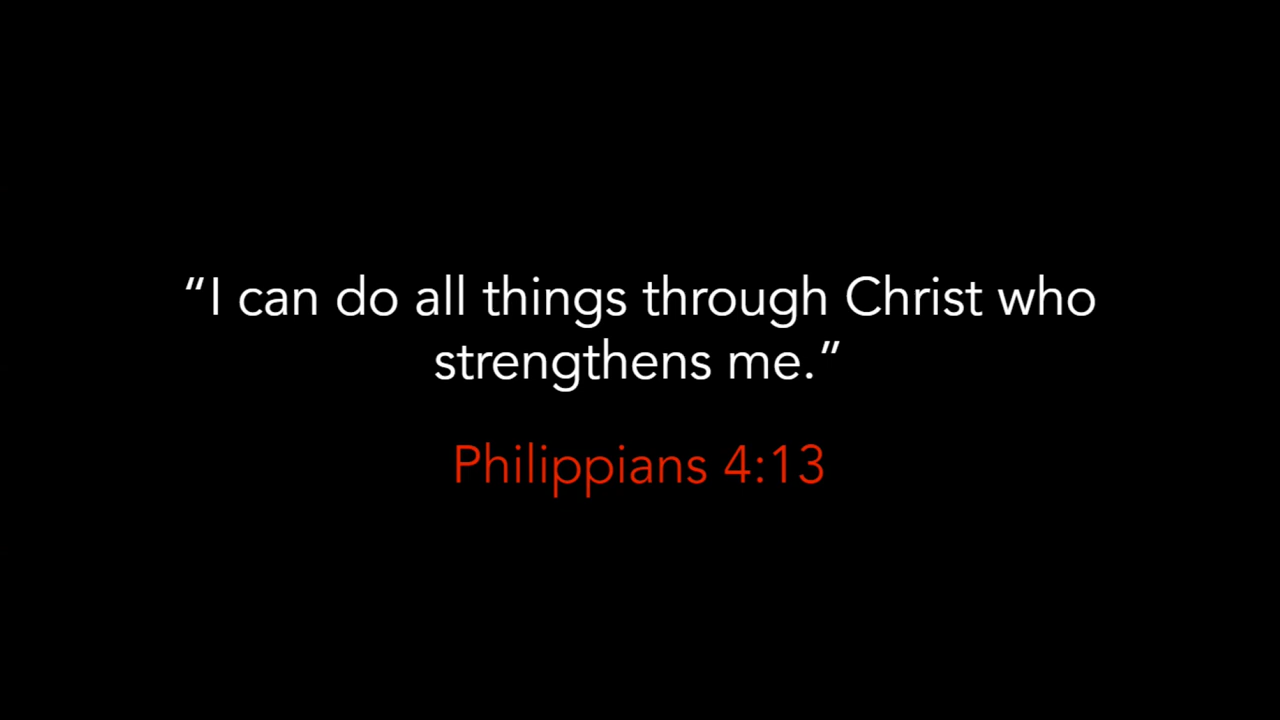 “I can do all things through Christ who
strengthens me.”
Philippians 4:13